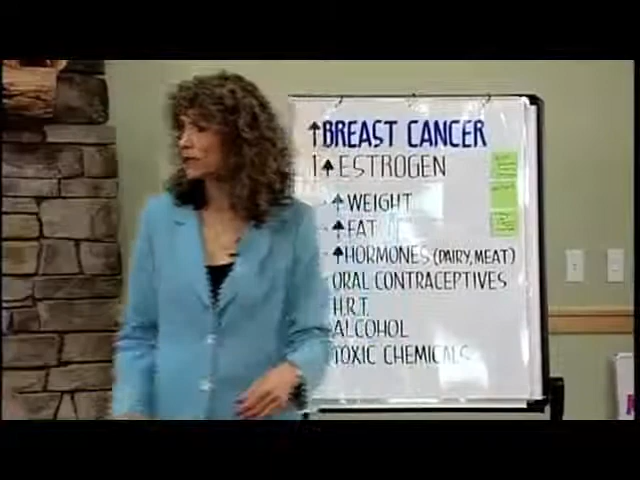 ↑BREAST CANCER
↑↑ESTROGEN
↑WEIGHT
↑FAT
↑HORMONES (DAIRY, MEAT)
ORAL CONTRACEPTIVES
H.R.T.
ALCOHOL
TOXIC CHEMICALS